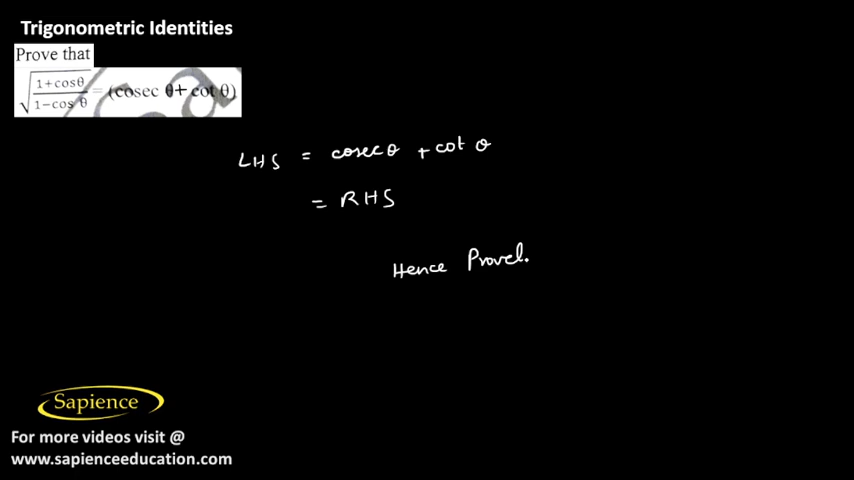 Trigonometric Identities
Prove that
√(1+cosθ / 1−cos θ) = (cosec θ+ cot θ)
LHS = cosec θ + cot θ
= RHS
Hence Proved.
Sapience
For more videos visit @
www.sapienceeducation.com